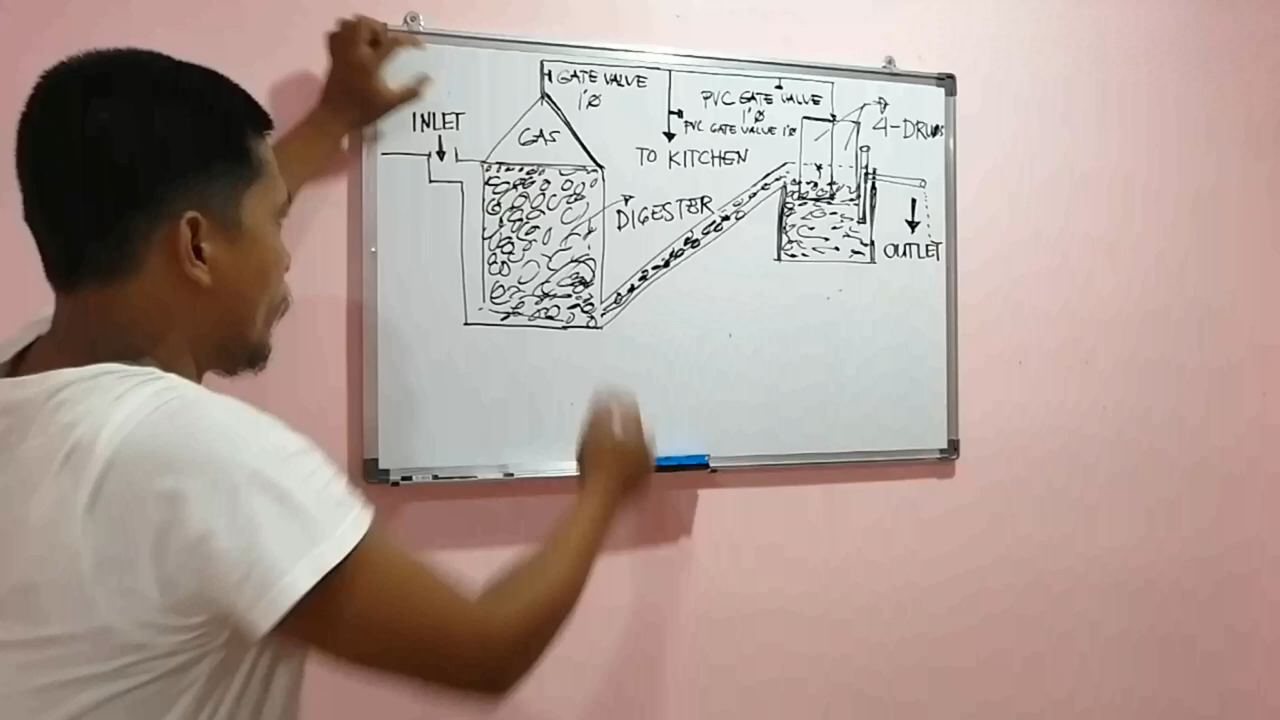 GATE VALVE
1"Ø
INLET
GAS
PVC GATE VALVE
1"Ø
PVC GATE VALVE 1"Ø
4-DRUMS
TO KITCHEN
DIGESTER
OUTLET